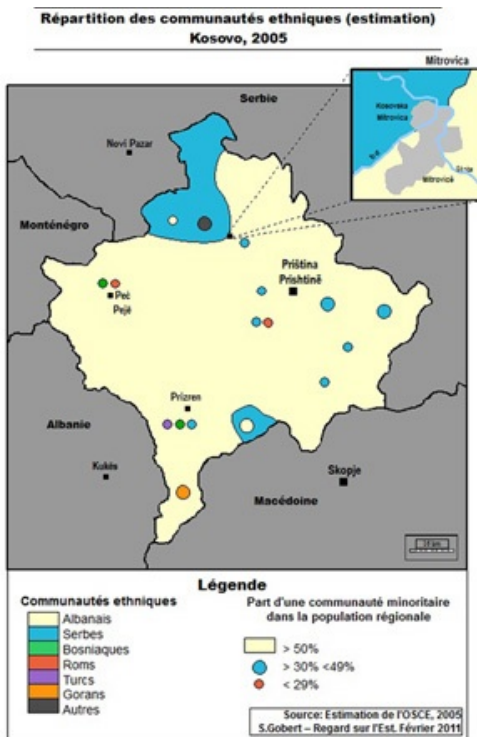 Répartition des communautés ethniques (estimation)
Kosovo, 2005
Mitrovica
Serbie
Kosovska
Mitrovica
Novi Pazar
Mitrovicë
Monténégro
Priština
Prishtinë
Peć
Pejë
Prizren
Albanie
Kukës
Skopje
Macédoine
Légende
Communautés ethniques
Albanais
Serbes
Bosniaques
Roms
Turcs
Gorans
Autres
Part d'une communauté minoritaire
dans la population régionale
> 50%
> 30% <49%
< 29%
Source: Estimation de l'OSCE, 2005
S.Gobert – Regard sur l'Est. Février 2011